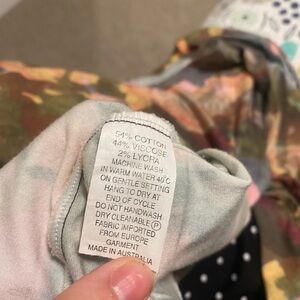 54% COTTON
44% VISCOSE
2% LYCRA
MACHINE WASH
IN WARM WATER 40°C
ON GENTLE SETTING
HANG TO DRY AT
END OF CYCLE
DO NOT HANDWASH
DRY CLEANABLE Ⓟ
FABRIC IMPORTED
FROM EUROPE
GARMENT
MADE IN AUSTRALIA